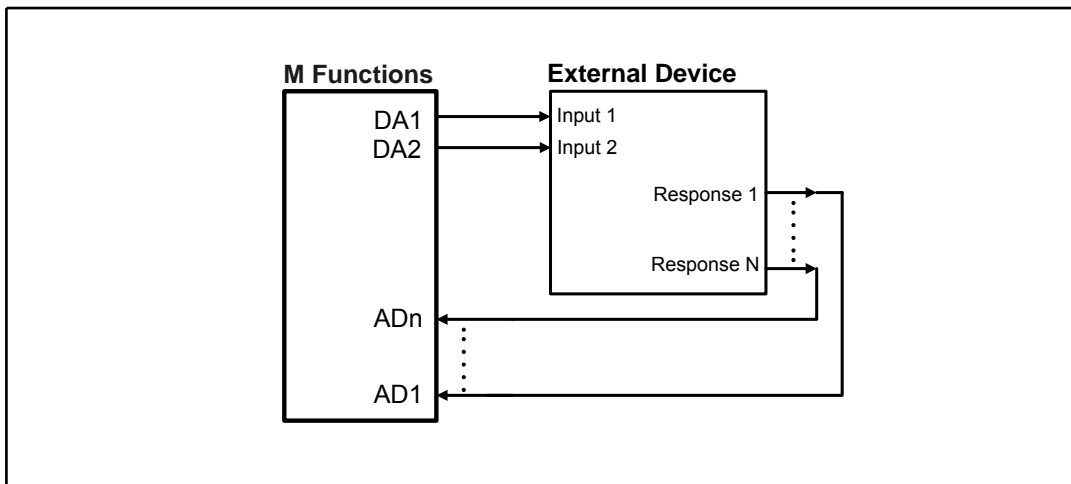 M Functions
DA1
DA2
ADn
AD1
External Device
Input 1
Input 2
Response 1
Response N